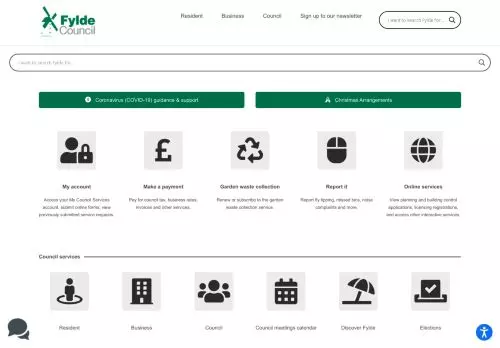 Fylde
Council
Resident
Business
Council
Sign up to our newsletter
I want to search Fylde for...
I want to search fylde for...
Coronavirus (COVID-19) guidance & support
Christmas Arrangements
My account
Make a payment
Garden waste collection
Report it
Online services
Access your My Council Services
account, submit online forms, view
previously submitted service requests.
Pay for council tax, business rates,
invoices and other services.
Renew or subscribe to the garden
waste collection service.
Report fly tipping, missed bins, noise
complaints and more.
View planning and building control
applications, licensing registrations,
and access other interactive services.
Council services
Resident
Business
Council
Council meetings calendar
Discover Fylde
Elections